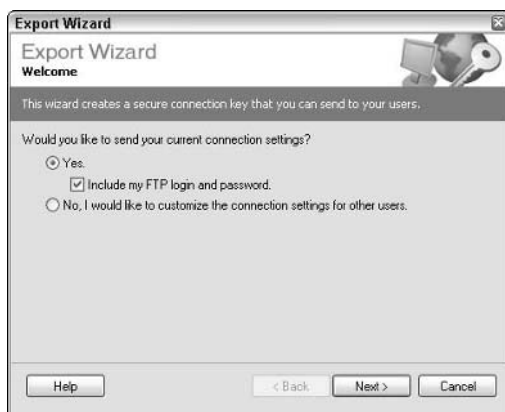 Export Wizard
Export Wizard
Welcome
This wizard creates a secure connection key that you can send to your users.
Would you like to send your current connection settings?
Yes.
Include my FTP login and password.
No, I would like to customize the connection settings for other users.
Help
< Back
Next >
Cancel